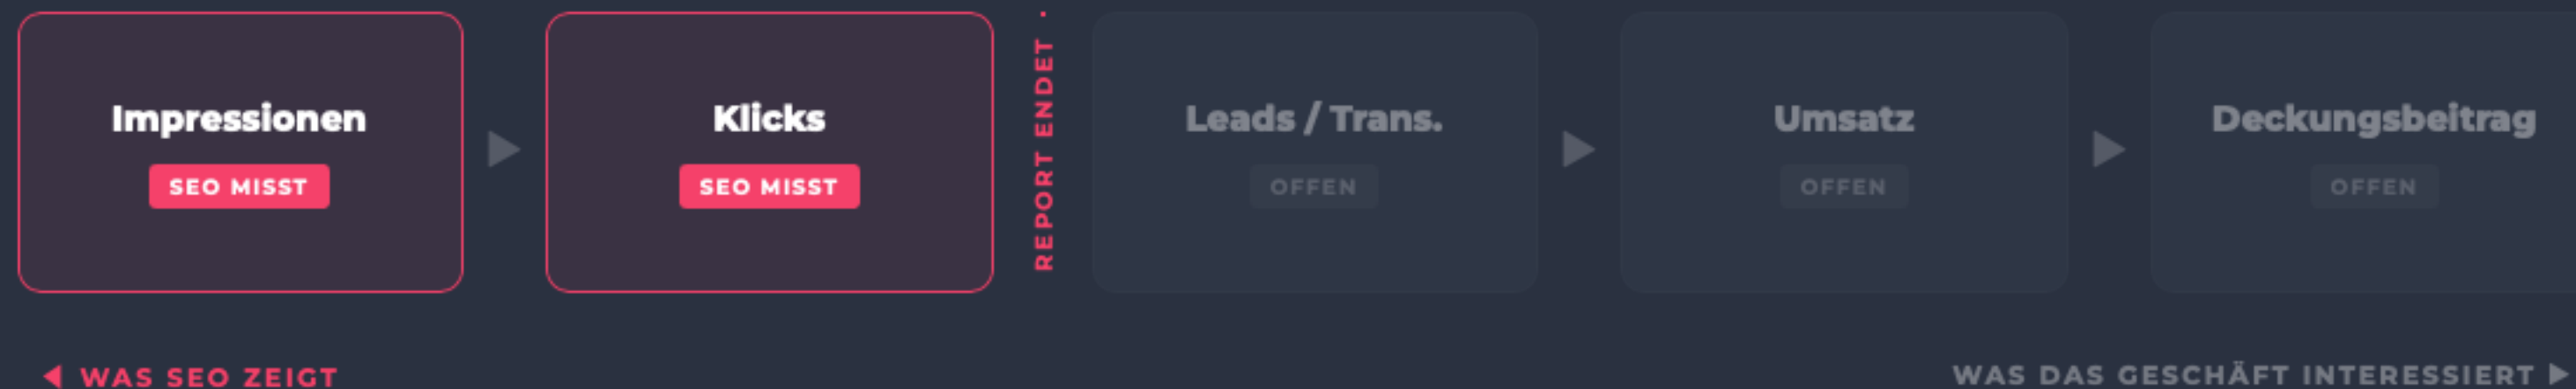 Impressionen
SEO MISST
Klicks
SEO MISST
REPORT ENDET ·
Leads / Trans.
OFFEN
Umsatz
OFFEN
Deckungsbeitrag
OFFEN
◀ WAS SEO ZEIGT
WAS DAS GESCHÄFT INTERESSIERT ▶